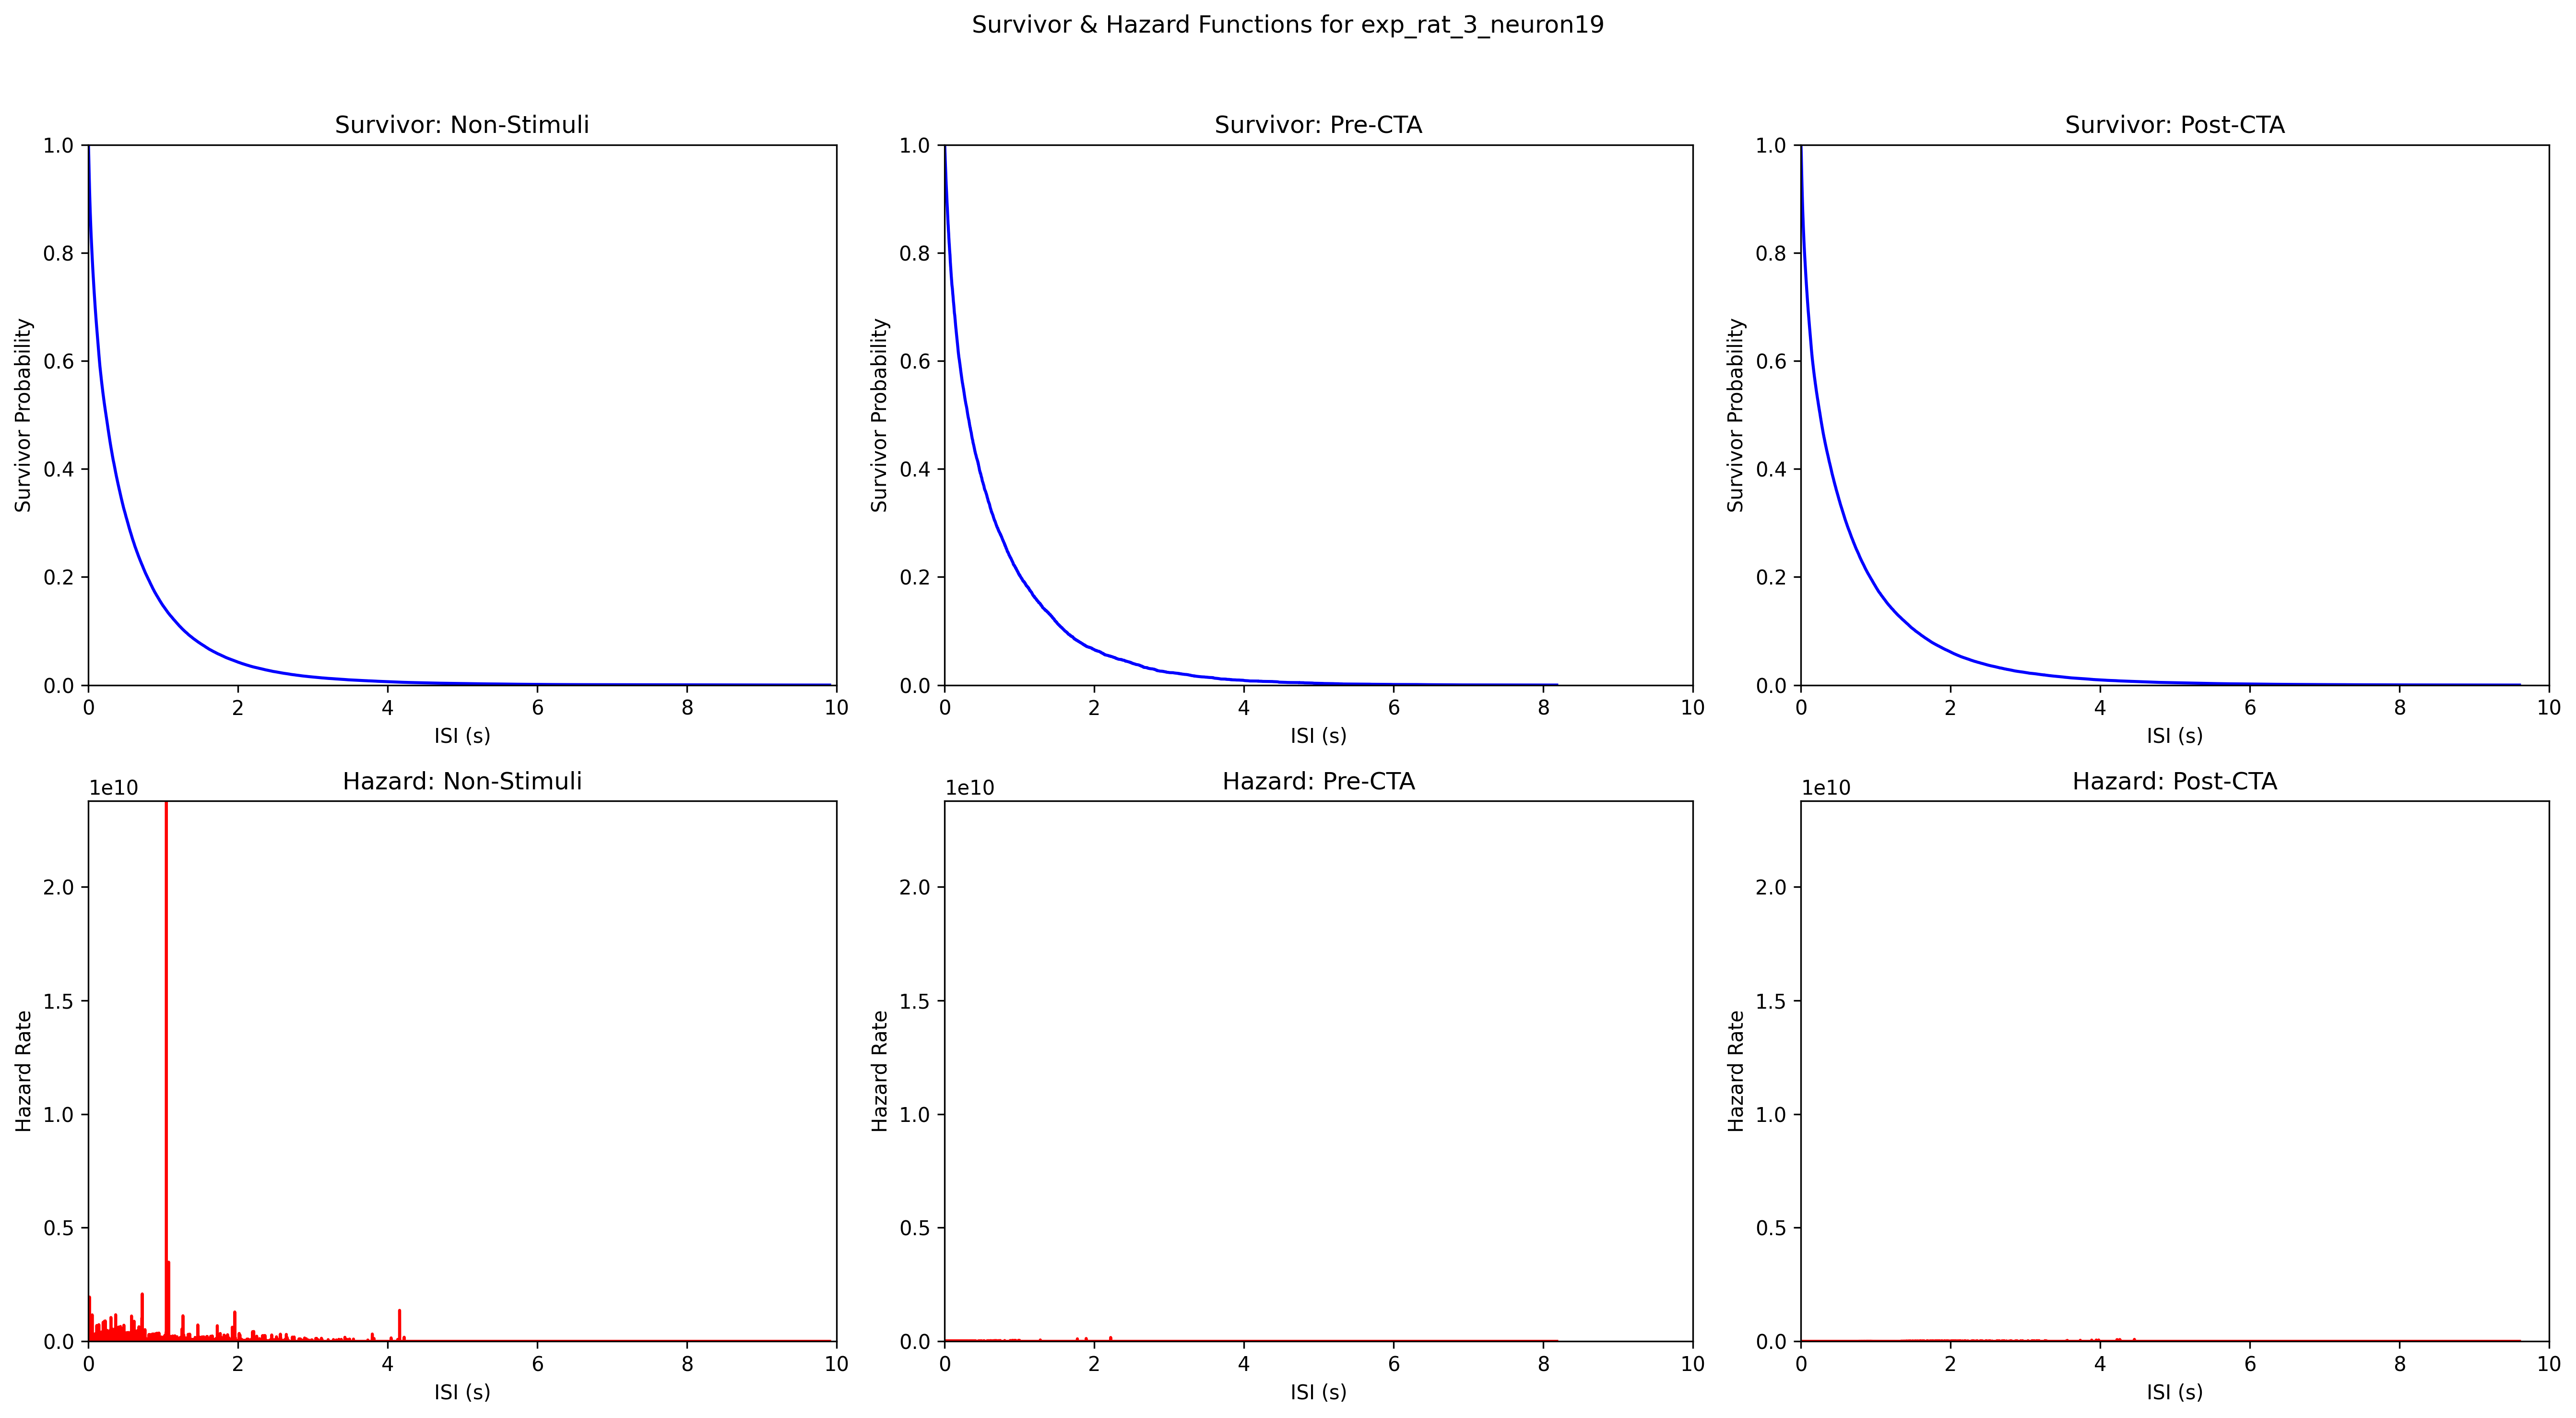 Survivor & Hazard Functions for exp_rat_3_neuron19
Survivor: Non-Stimuli
Survivor: Pre-CTA
Survivor: Post-CTA
1.0
0.8
0.6
0.4
0.2
0.0
Survivor Probability
0 2 4 6 8 10
ISI (s)
1.0
0.8
0.6
0.4
0.2
0.0
Survivor Probability
0 2 4 6 8 10
ISI (s)
1.0
0.8
0.6
0.4
0.2
0.0
Survivor Probability
0 2 4 6 8 10
ISI (s)
Hazard: Non-Stimuli
Hazard: Pre-CTA
Hazard: Post-CTA
1e10
2.0
1.5
1.0
0.5
0.0
Hazard Rate
0 2 4 6 8 10
ISI (s)
1e10
2.0
1.5
1.0
0.5
0.0
Hazard Rate
0 2 4 6 8 10
ISI (s)
1e10
2.0
1.5
1.0
0.5
0.0
Hazard Rate
0 2 4 6 8 10
ISI (s)